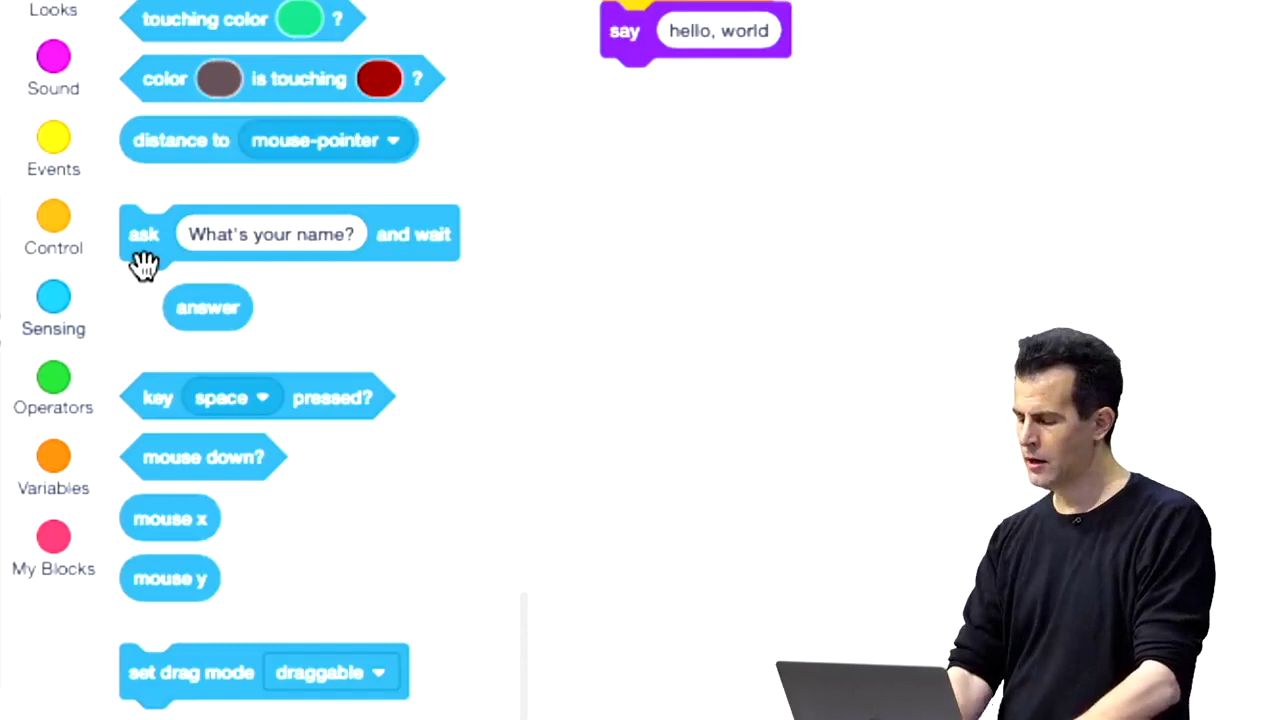 Looks
Sound
Events
Control
Sensing
Operators
Variables
My Blocks
touching color ?
color is touching ?
distance to mouse-pointer
ask What's your name? and wait
answer
key space pressed?
mouse down?
mouse x
mouse y
set drag mode draggable
say hello, world